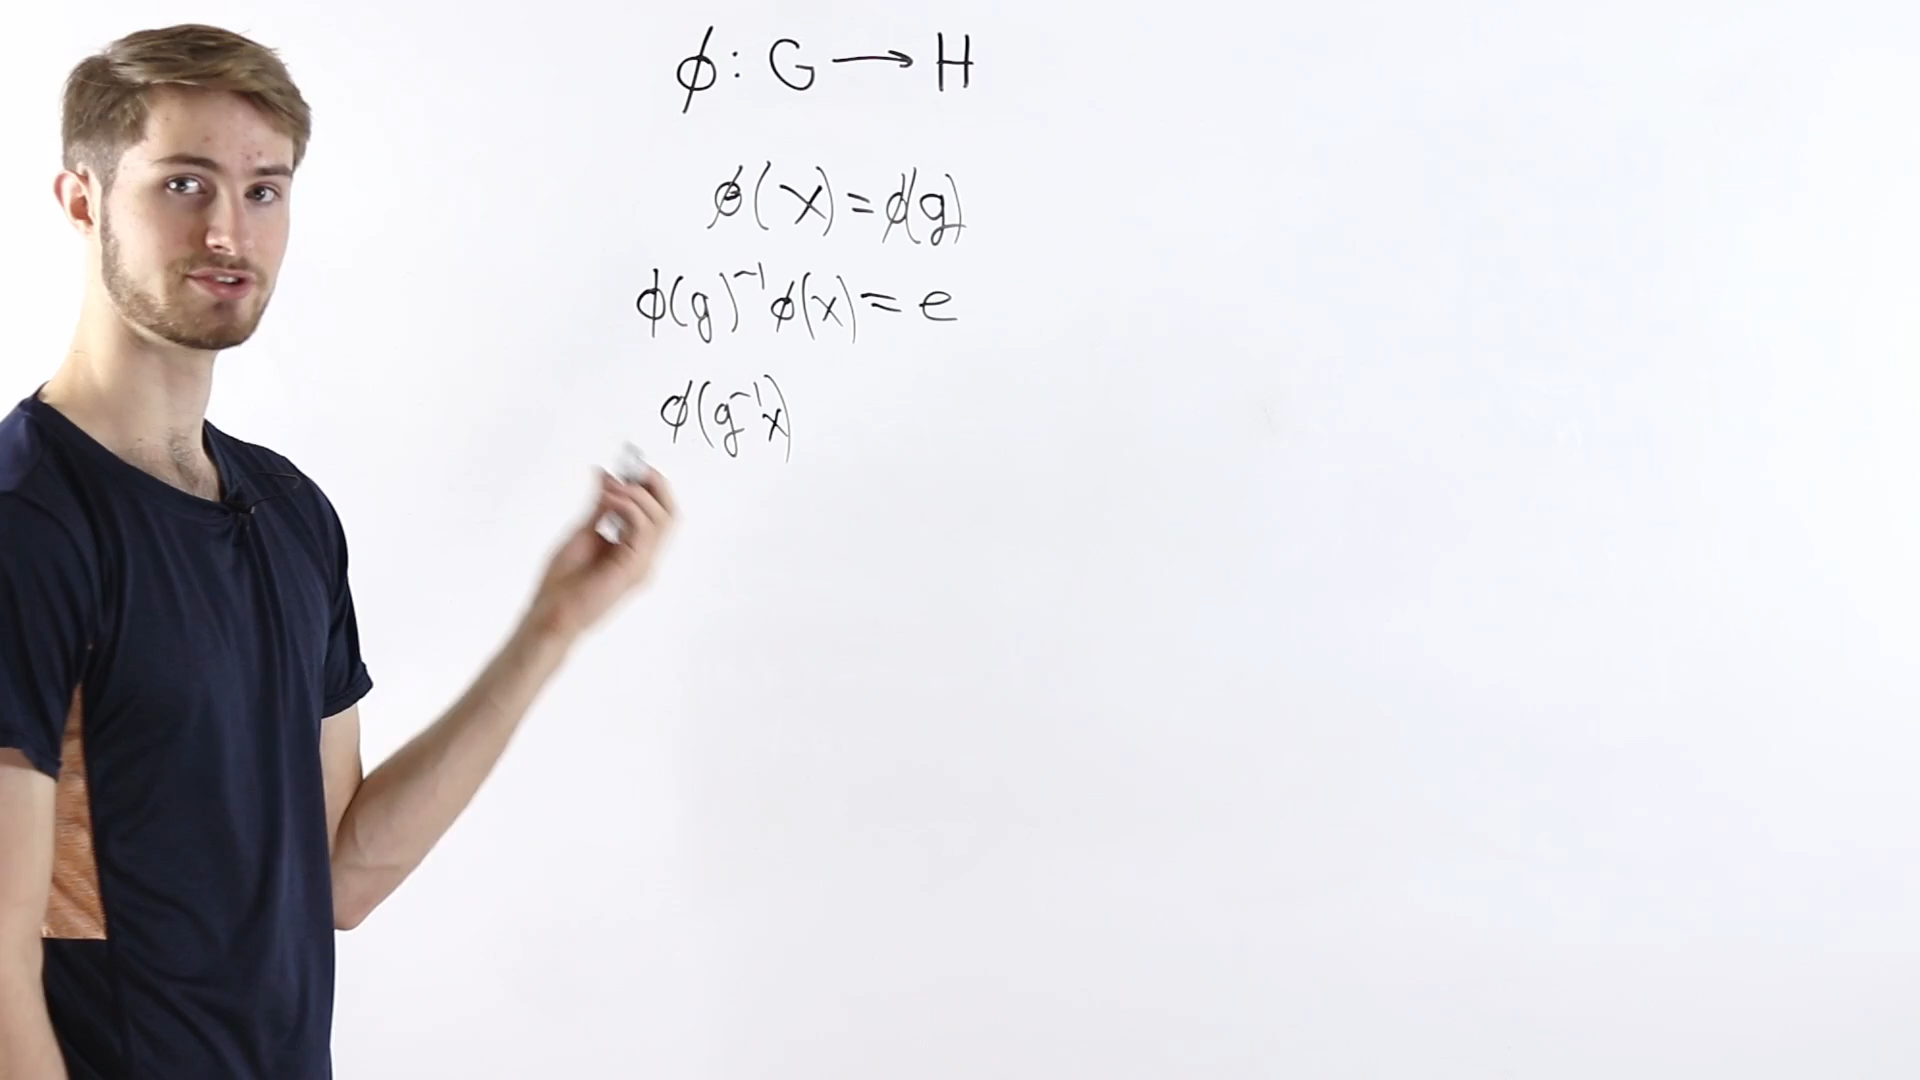 ϕ: G → H
ϕ(x) = ϕ(g)
ϕ(g)⁻¹ϕ(x) = e
ϕ(g⁻¹x)